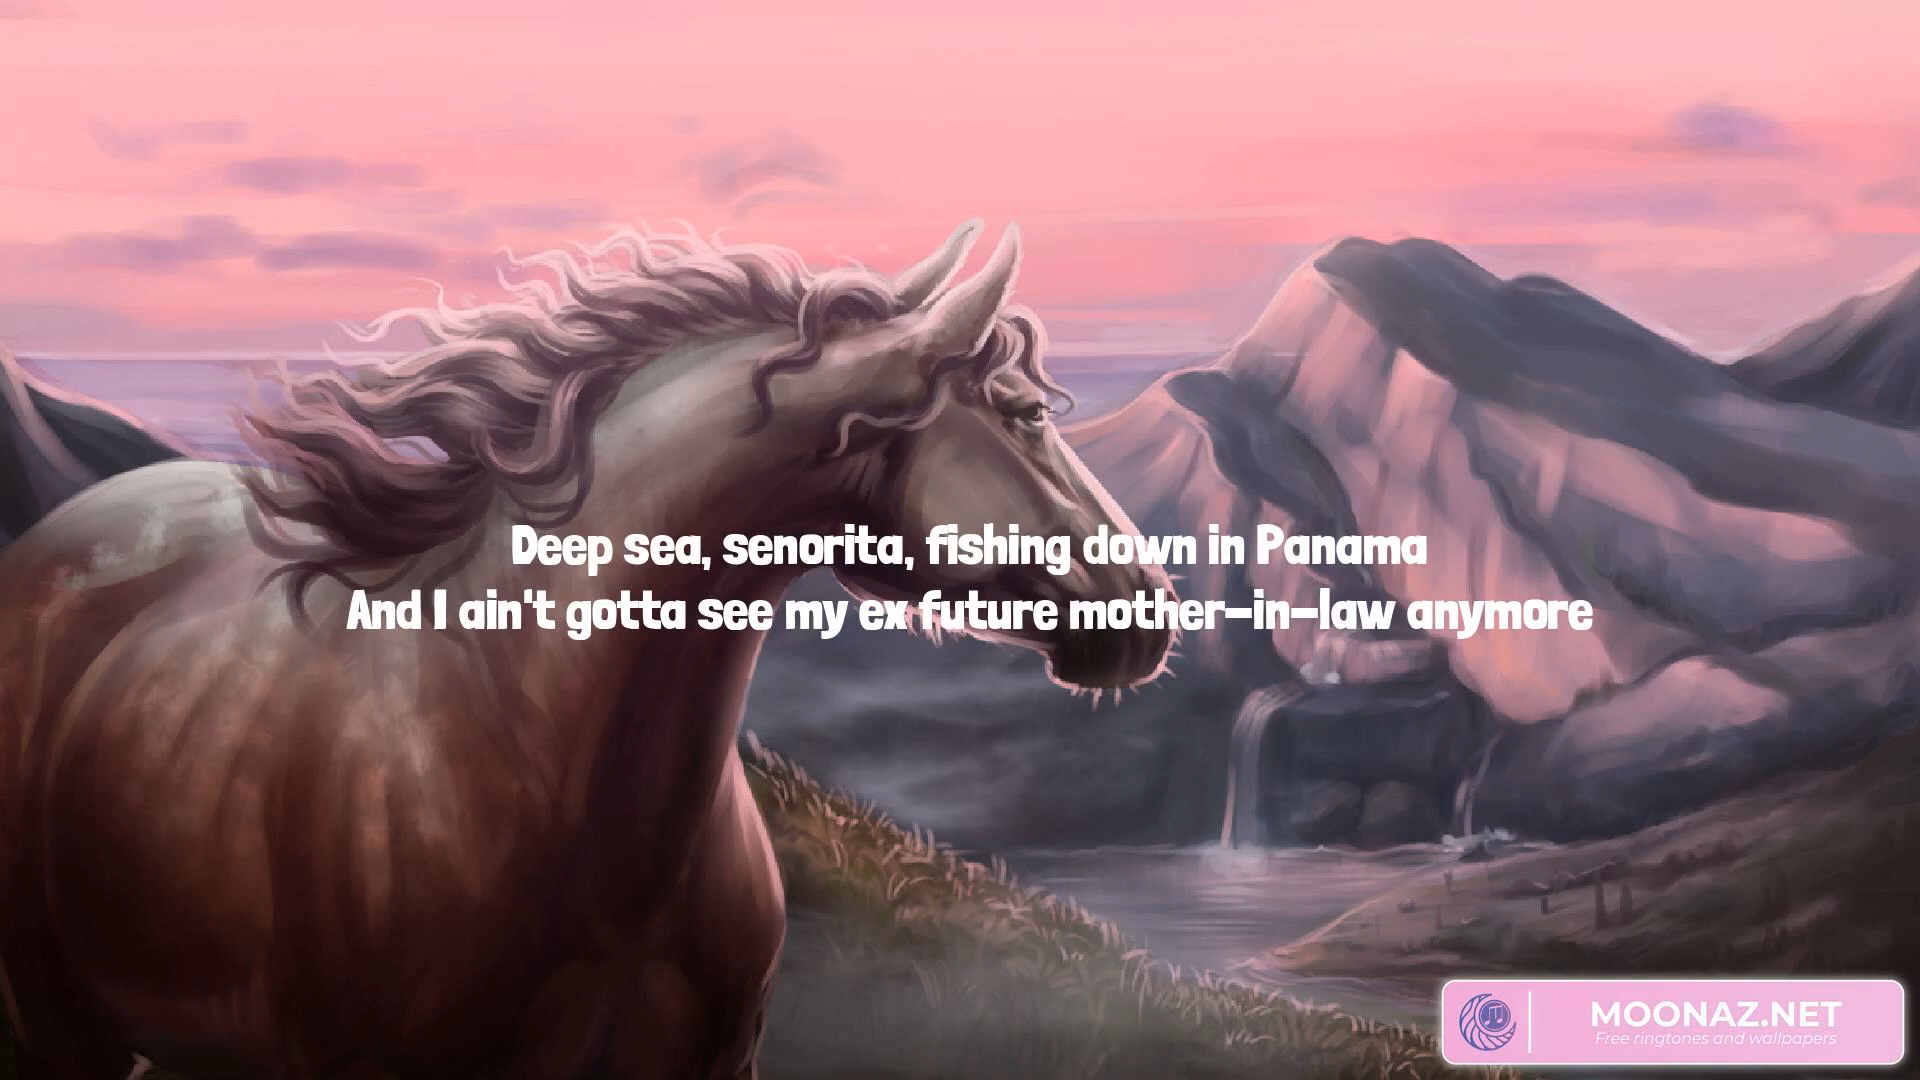 Deep sea, senorita, fishing down in Panama
And I ain't gotta see my ex future mother-in-law anymore
MOONAZ.NET
Free ringtones and wallpapers